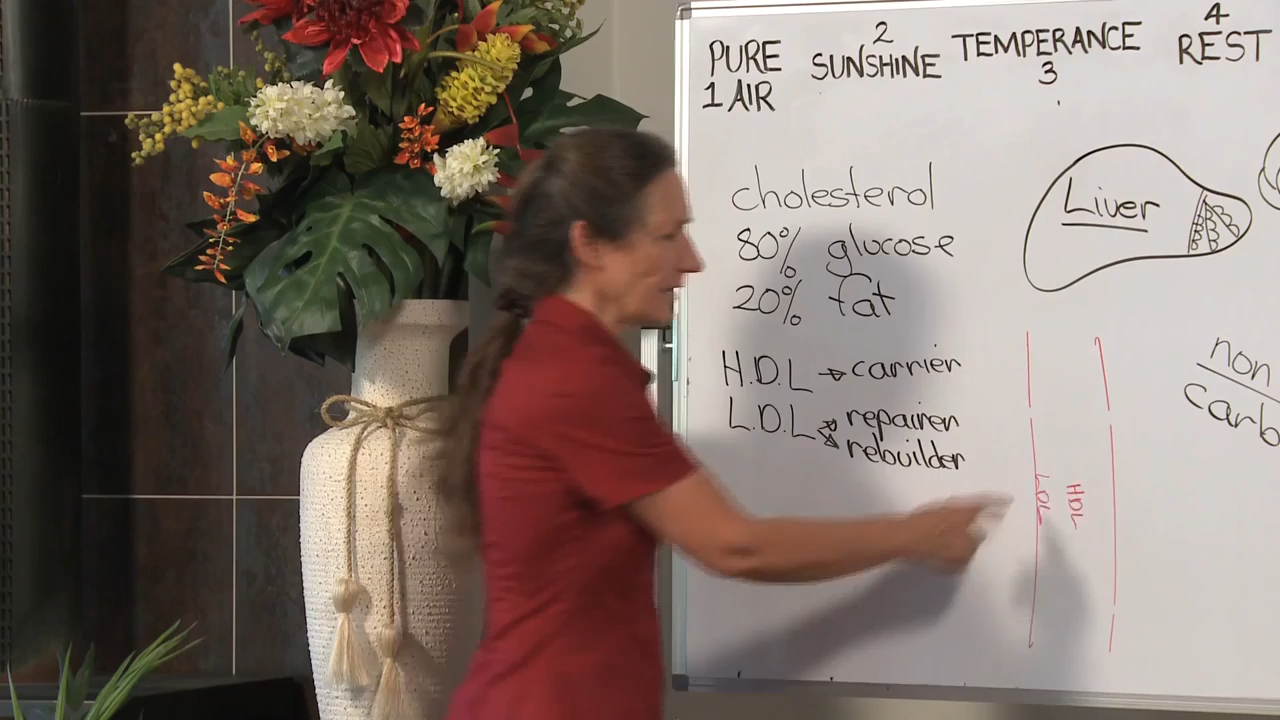 PURE
1 AIR
2
SUNSHINE
TEMPERANCE
3
4
REST
cholesterol
80% glucose
20% fat
H.D.L → carrier
L.D.L → repairer
rebuilder
Liver
LDL
HDL
non
carb